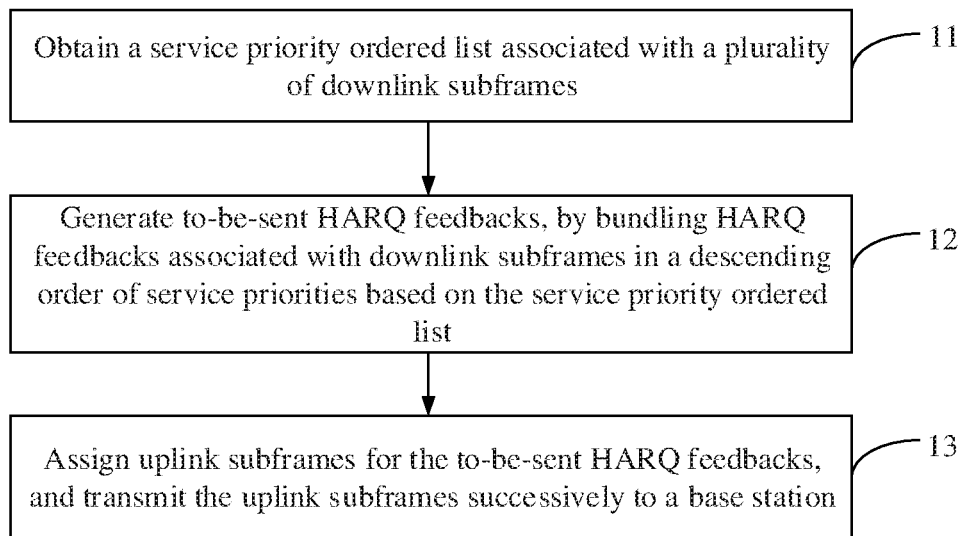 Obtain a service priority ordered list associated with a plurality
of downlink subframes
11
Generate to-be-sent HARQ feedbacks, by bundling HARQ
feedbacks associated with downlink subframes in a descending
order of service priorities based on the service priority ordered
list
12
Assign uplink subframes for the to-be-sent HARQ feedbacks,
and transmit the uplink subframes successively to a base station
13